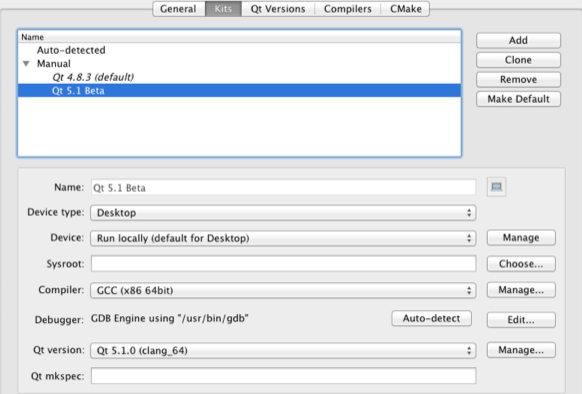 General Kits Qt Versions Compilers CMake
Name
Auto-detected
Manual
Qt 4.8.3 (default)
Qt 5.1 Beta
Add
Clone
Remove
Make Default
Name: Qt 5.1 Beta
Device type: Desktop
Device: Run locally (default for Desktop) Manage
Sysroot: Choose...
Compiler: GCC (x86 64bit) Manage...
Debugger: GDB Engine using "/usr/bin/gdb" Auto-detect Edit...
Qt version: Qt 5.1.0 (clang_64) Manage...
Qt mkspec: